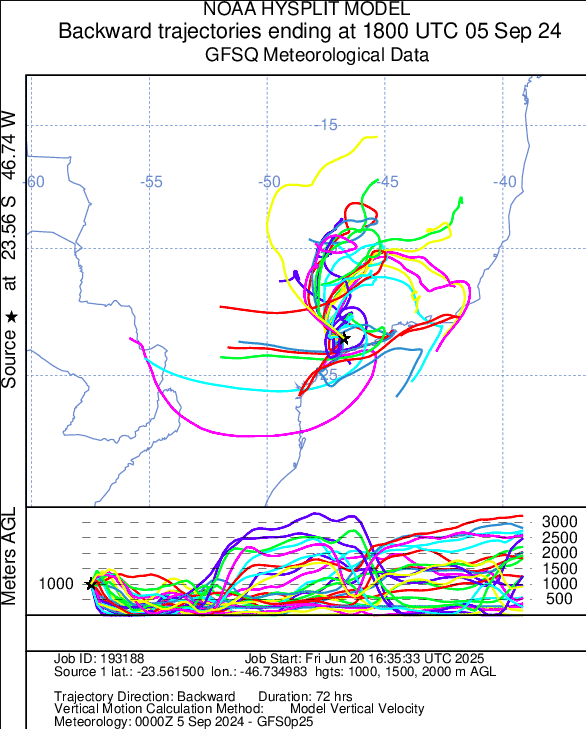 NOAA HYSPLIT MODEL
Backward trajectories ending at 1800 UTC 05 Sep 24
GFSQ Meteorological Data
Source ★ at 23.56 S 46.74 W
-15
-60 -55 -50 -45 -40
-25
Meters AGL
1000
3000
2500
2000
1500
1000
500
Job ID: 193188 Job Start: Fri Jun 20 16:35:33 UTC 2025
Source 1 lat.: -23.561500 lon.: -46.734983 hgts: 1000, 1500, 2000 m AGL
Trajectory Direction: Backward Duration: 72 hrs
Vertical Motion Calculation Method: Model Vertical Velocity
Meteorology: 0000Z 5 Sep 2024 - GFS0p25